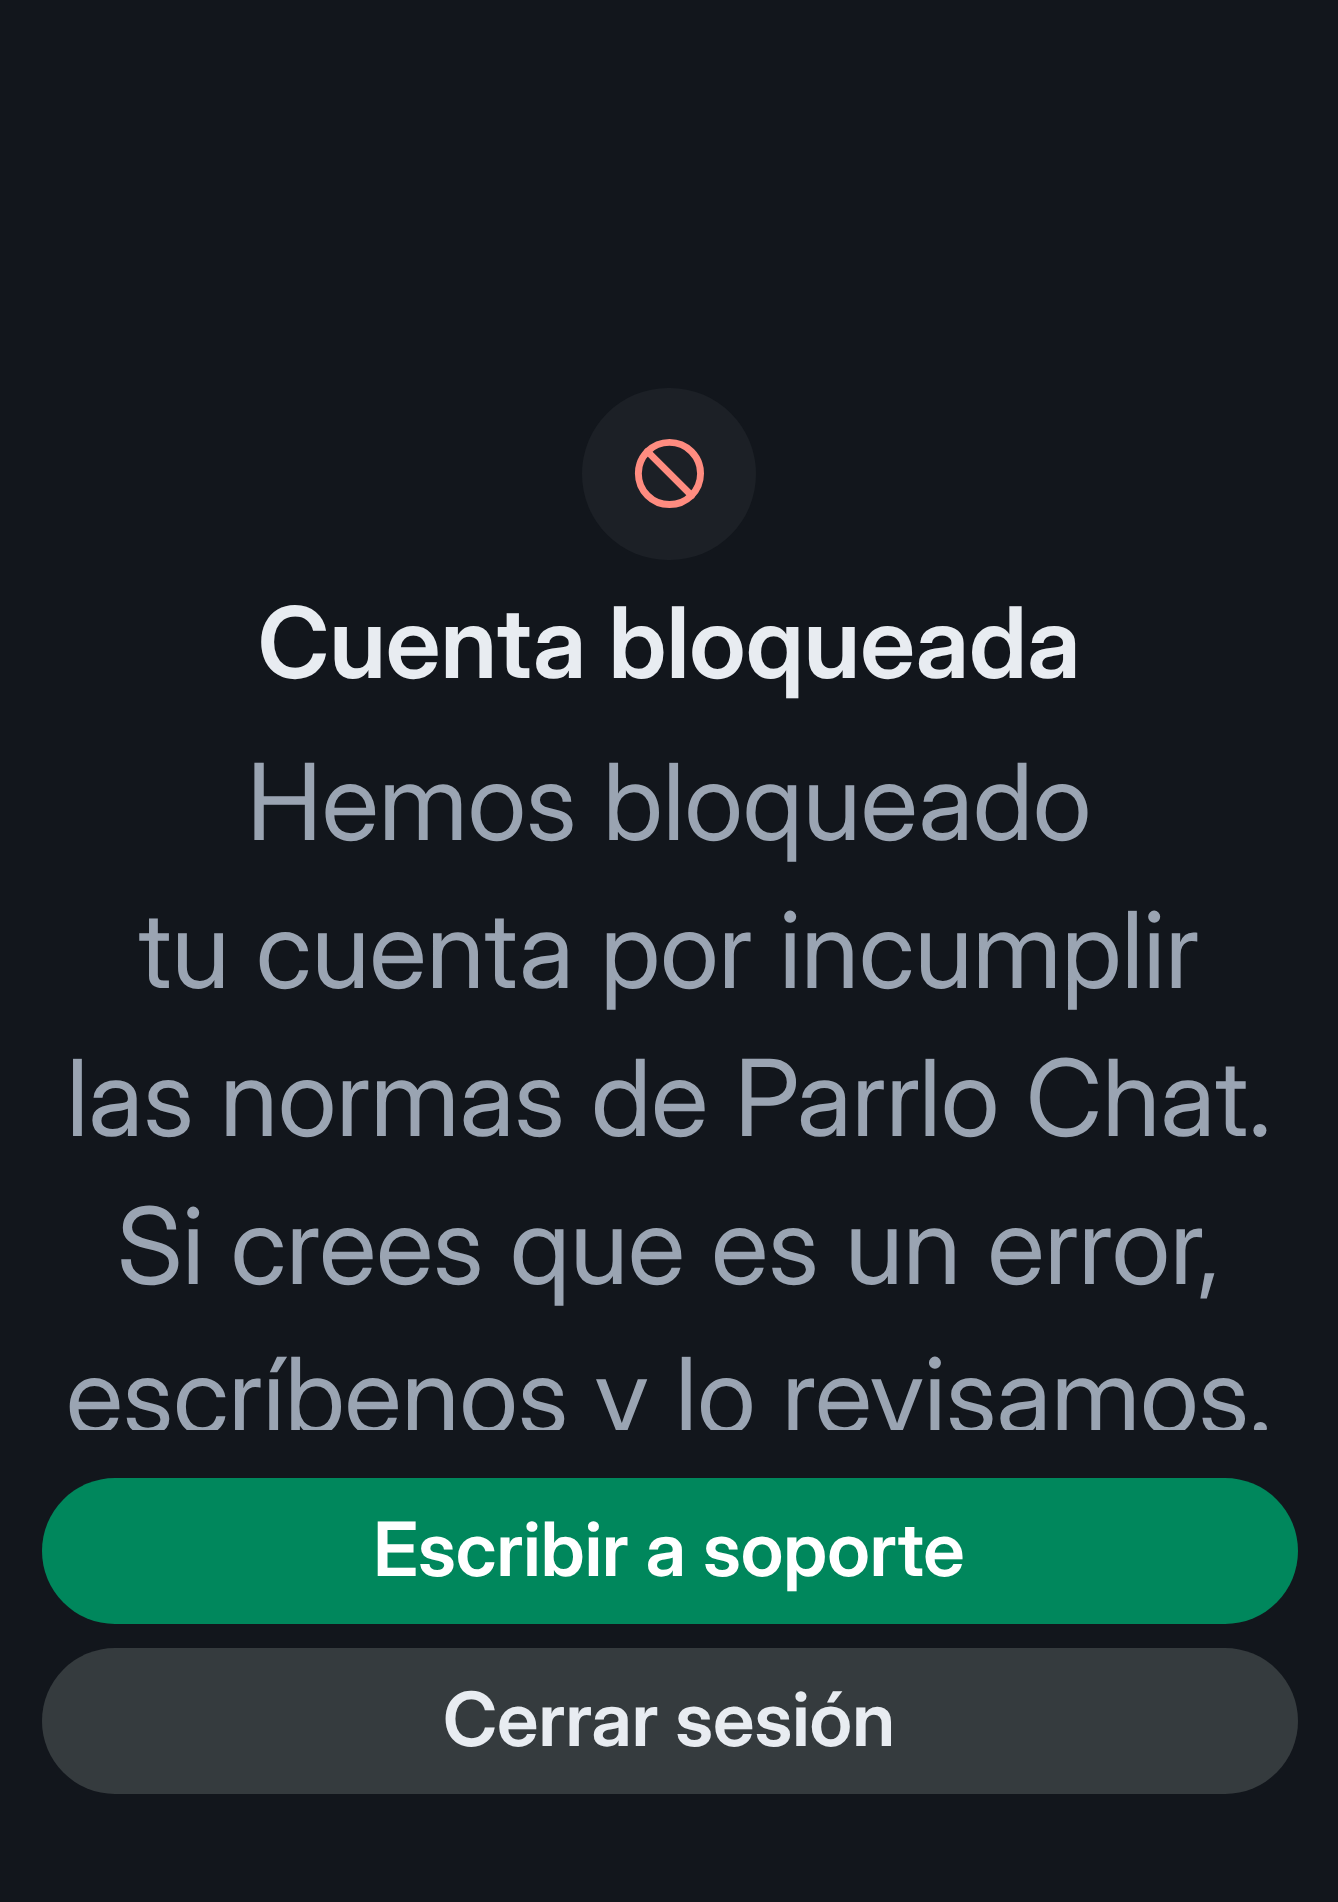 Cuenta bloqueada
Hemos bloqueado
tu cuenta por incumplir
las normas de Parrlo Chat.
Si crees que es un error,
escríbenos y lo revisamos.
Escribir a soporte
Cerrar sesión